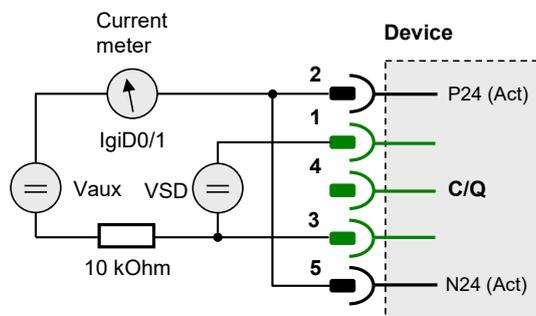 Current
meter
Device
2
P24 (Act)
IgiD0/1
1
4
Vaux
VSD
C/Q
3
10 kOhm
5
N24 (Act)